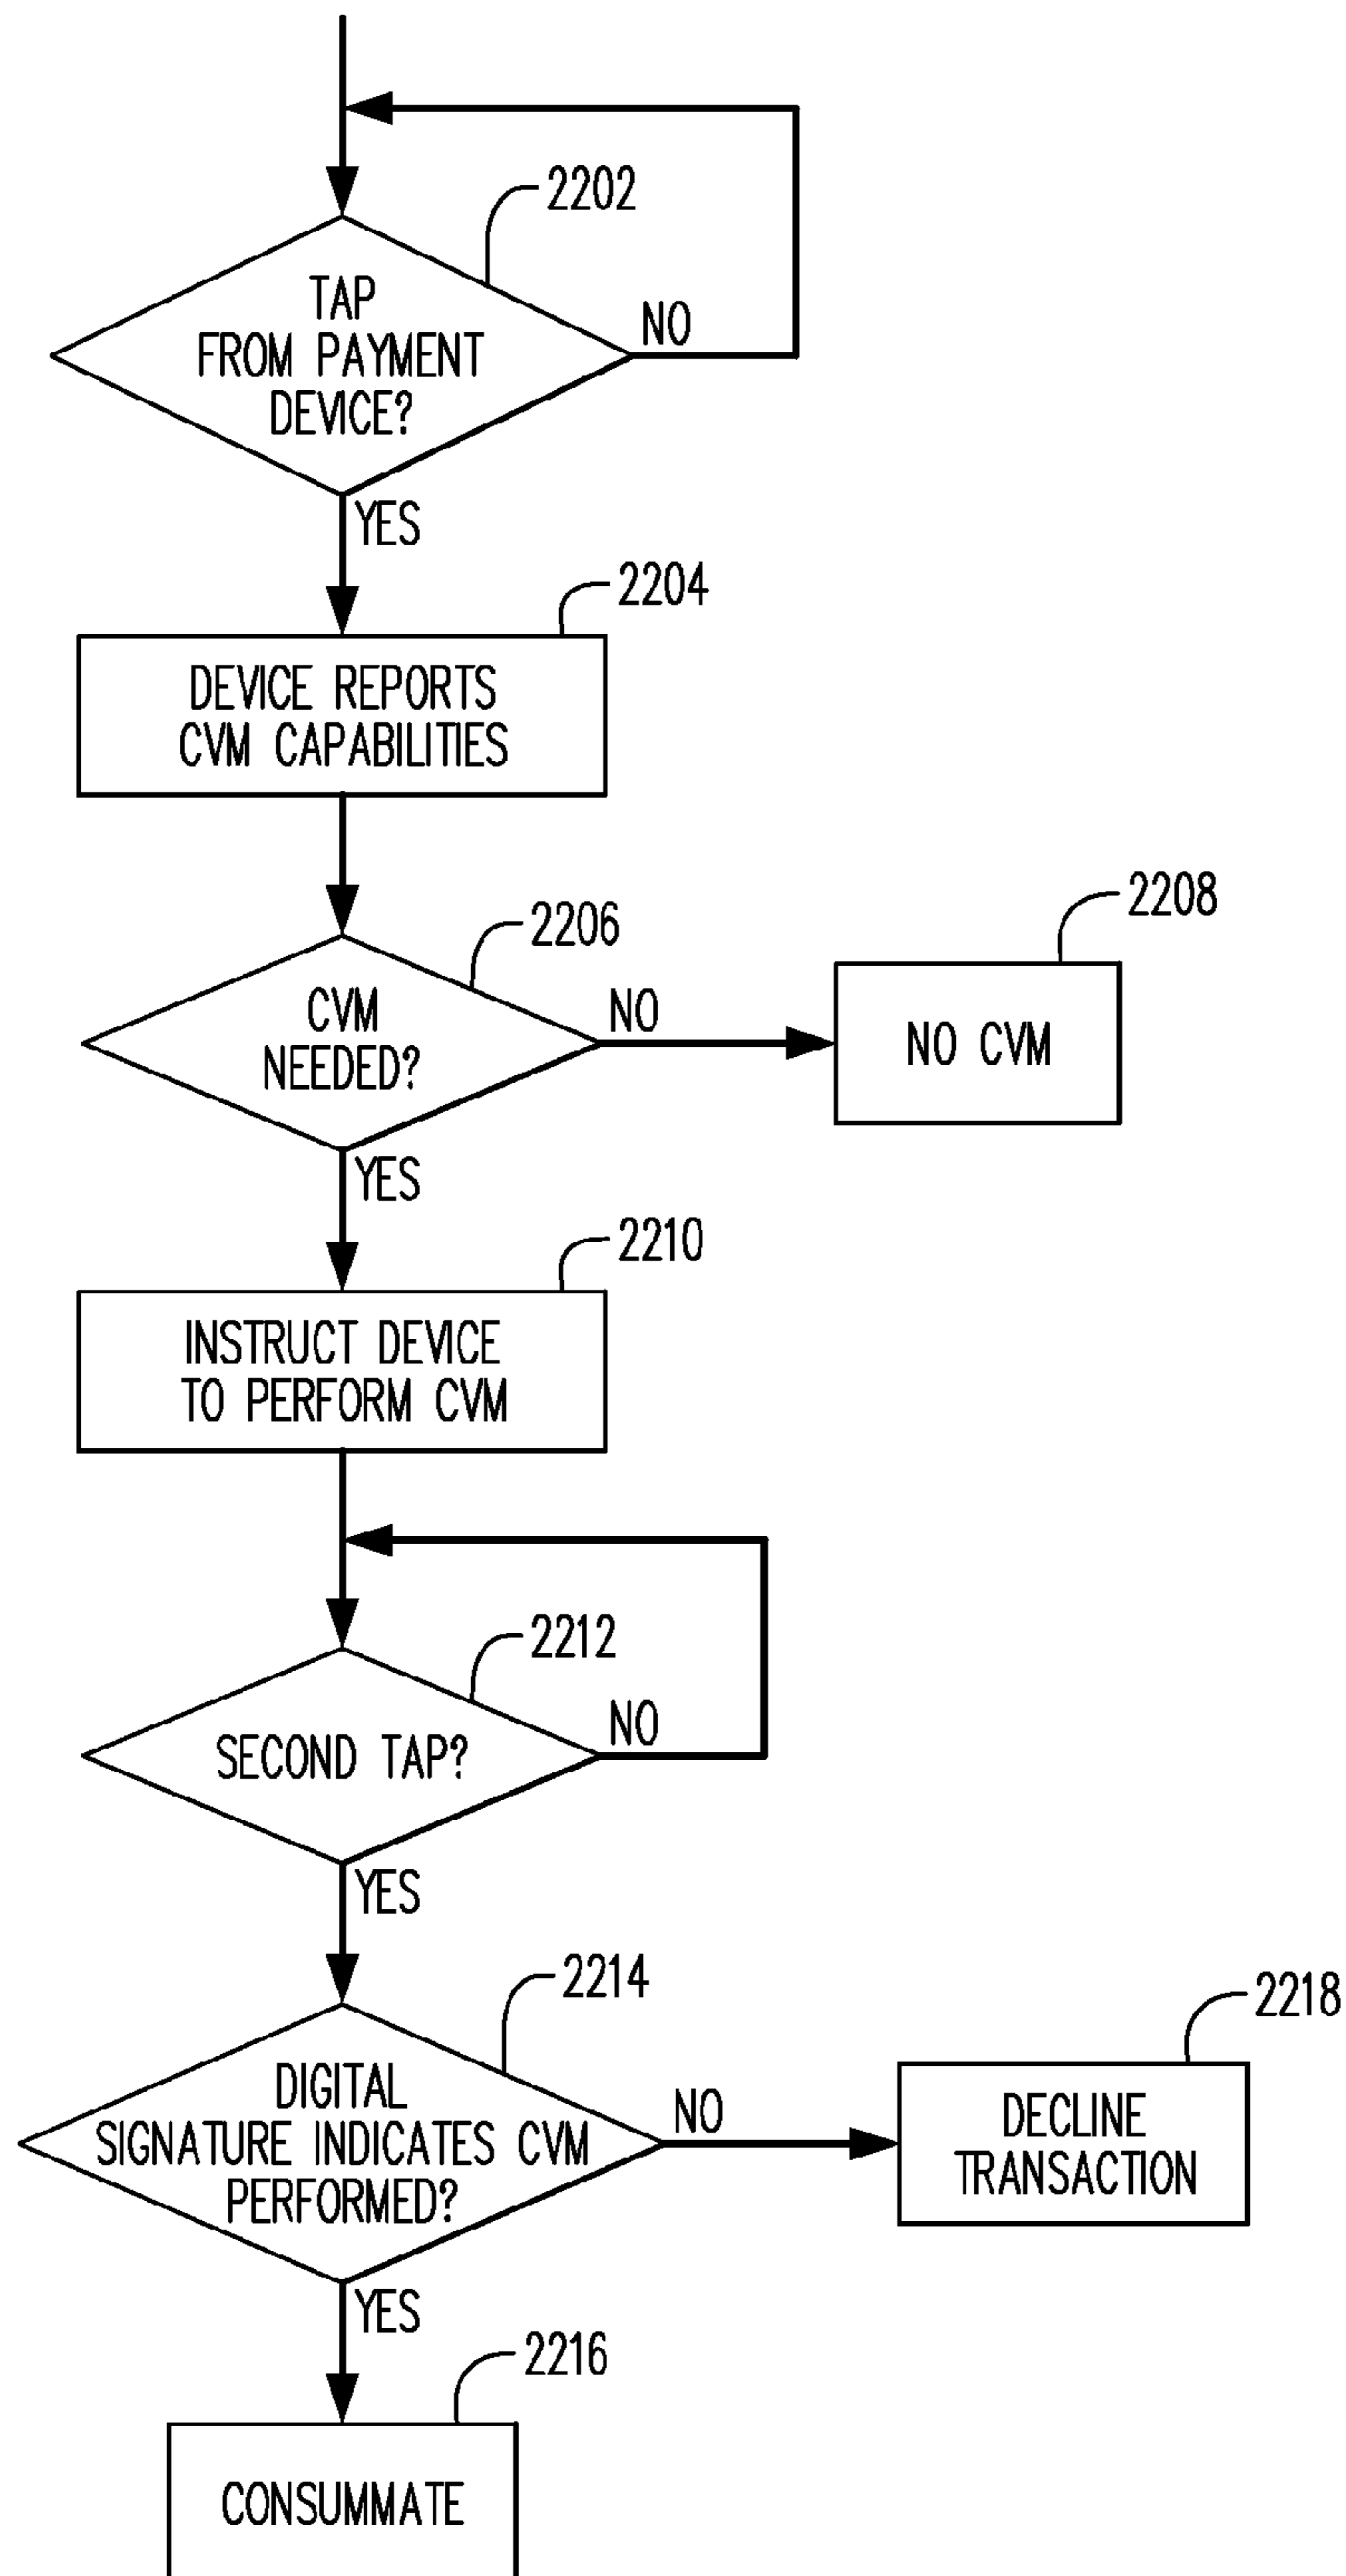 2202
TAP
FROM PAYMENT
DEVICE?
NO
YES
2204
DEVICE REPORTS
CVM CAPABILITIES
2206
2208
CVM
NEEDED?
NO
NO CVM
YES
2210
INSTRUCT DEVICE
TO PERFORM CVM
2212
SECOND TAP?
NO
YES
2214
2218
DIGITAL
SIGNATURE INDICATES CVM
PERFORMED?
NO
DECLINE
TRANSACTION
YES
2216
CONSUMMATE